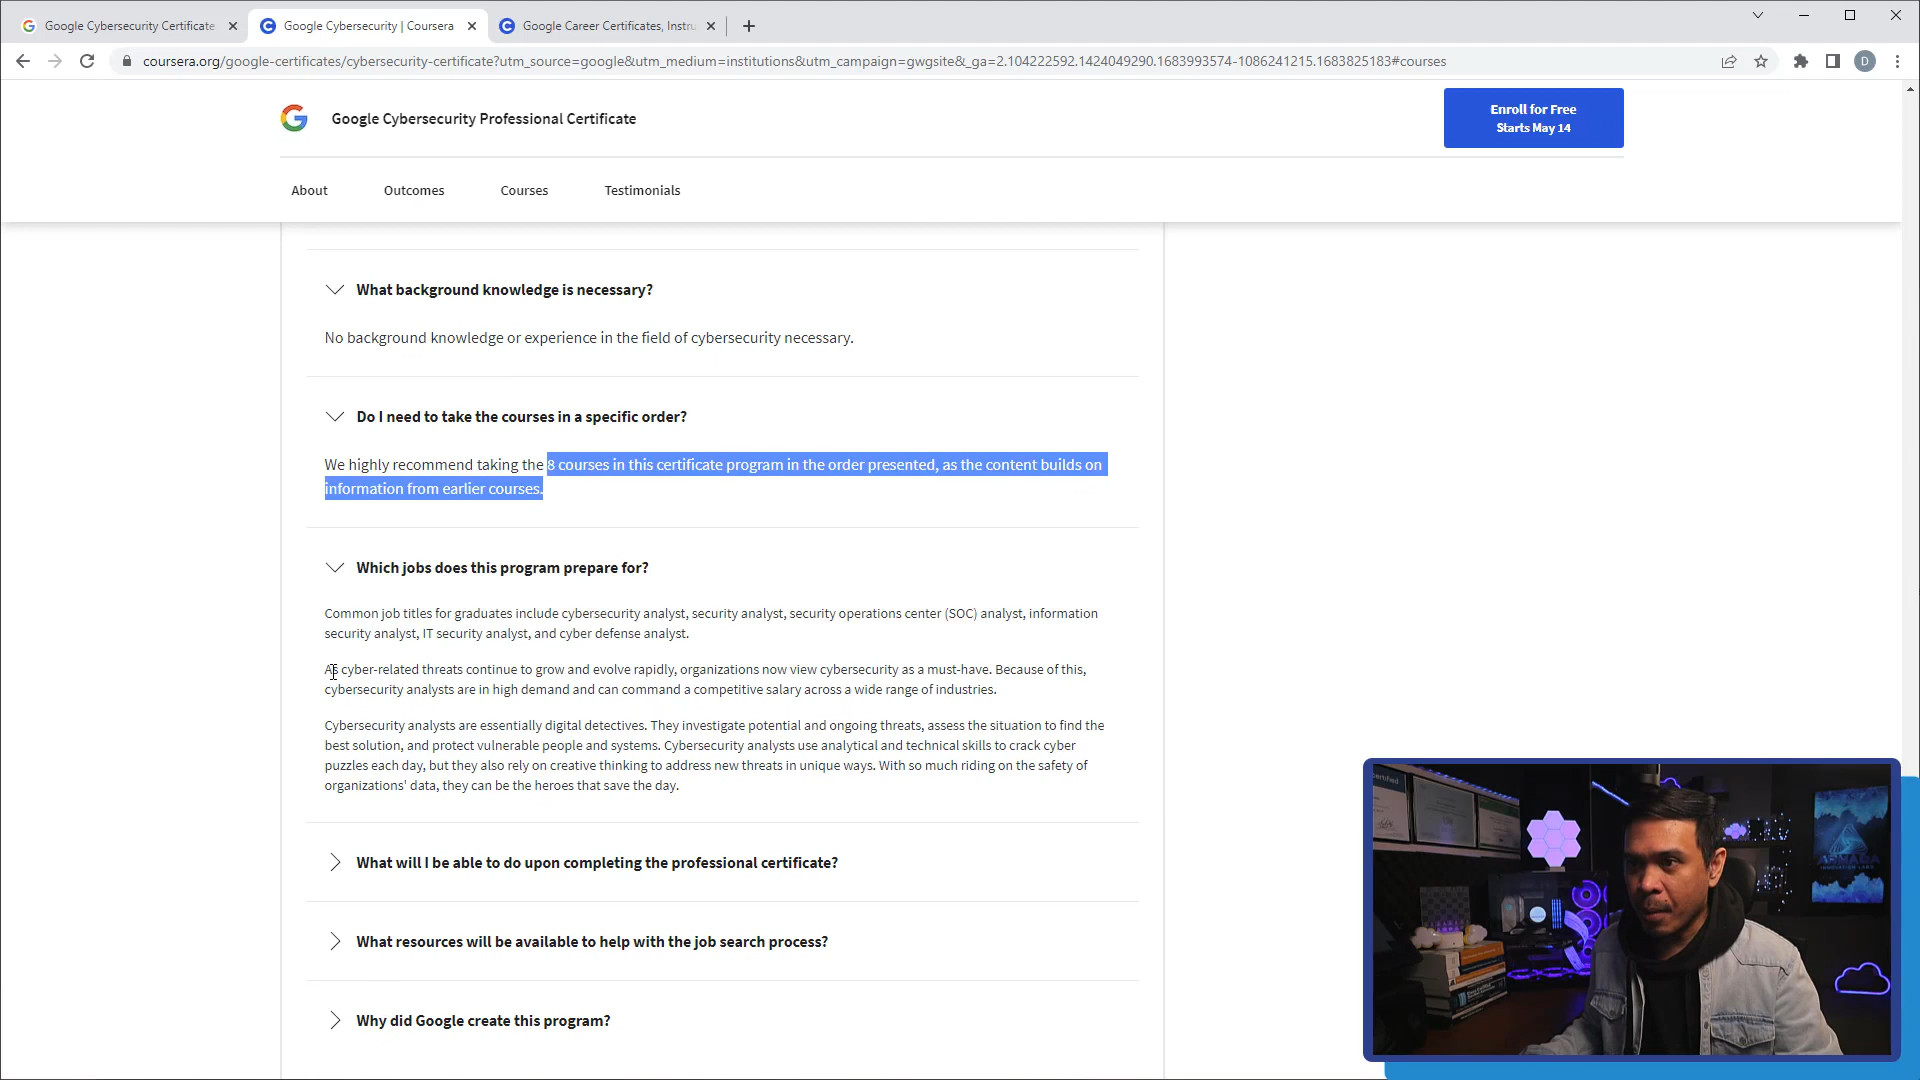 Google Cybersecurity Certificate
Google Cybersecurity | Coursera
Google Career Certificates, Instru
coursera.org/google-certificates/cybersecurity-certificate?utm_source=google&utm_medium=institutions&utm_campaign=gwgsite&_ga=2.104222592.1424049290.1683993574-1086241215.1683825183#courses
D
Google Cybersecurity Professional Certificate
Enroll for Free
Starts May 14
About
Outcomes
Courses
Testimonials
What background knowledge is necessary?
No background knowledge or experience in the field of cybersecurity necessary.
Do I need to take the courses in a specific order?
We highly recommend taking the 8 courses in this certificate program in the order presented, as the content builds on
information from earlier courses.
Which jobs does this program prepare for?
Common job titles for graduates include cybersecurity analyst, security analyst, security operations center (SOC) analyst, information
security analyst, IT security analyst, and cyber defense analyst.
As cyber-related threats continue to grow and evolve rapidly, organizations now view cybersecurity as a must-have. Because of this,
cybersecurity analysts are in high demand and can command a competitive salary across a wide range of industries.
Cybersecurity analysts are essentially digital detectives. They investigate potential and ongoing threats, assess the situation to find the
best solution, and protect vulnerable people and systems. Cybersecurity analysts use analytical and technical skills to crack cyber
puzzles each day, but they also rely on creative thinking to address new threats in unique ways. With so much riding on the safety of
organizations' data, they can be the heroes that save the day.
What will I be able to do upon completing the professional certificate?
What resources will be available to help with the job search process?
Why did Google create this program?